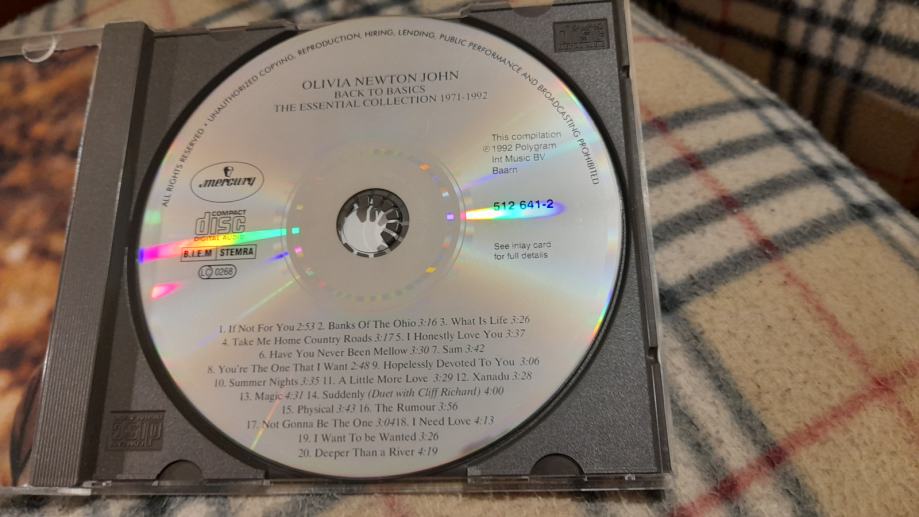 ALL RIGHTS RESERVED • UNAUTHORIZED COPYING, REPRODUCTION, HIRING, LENDING, PUBLIC PERFORMANCE AND BROADCASTING PROHIBITED
OLIVIA NEWTON JOHN
BACK TO BASICS
THE ESSENTIAL COLLECTION 1971-1992
This compilation
℗ 1992 Polygram
Int Music BV
Baarn
mercury
COMPACT
disc
DIGITAL AUDIO
512 641-2
B.I.E.M STEMRA
LC 0268
See inlay card
for full details
1. If Not For You 2:53 2. Banks Of The Ohio 3:16 3. What Is Life 3:26
4. Take Me Home Country Roads 3:17 5. I Honestly Love You 3:37
6. Have You Never Been Mellow 3:30 7. Sam 3:42
8. You're The One That I Want 2:48 9. Hopelessly Devoted To You 3:06
10. Summer Nights 3:35 11. A Little More Love 3:29 12. Xanadu 3:28
13. Magic 4:31 14. Suddenly (Duet with Cliff Richard) 4:00
15. Physical 3:43 16. The Rumour 3:56
17. Not Gonna Be The One 3:04 18. I Need Love 4:13
19. I Want To be Wanted 3:26
20. Deeper Than a River 4:19